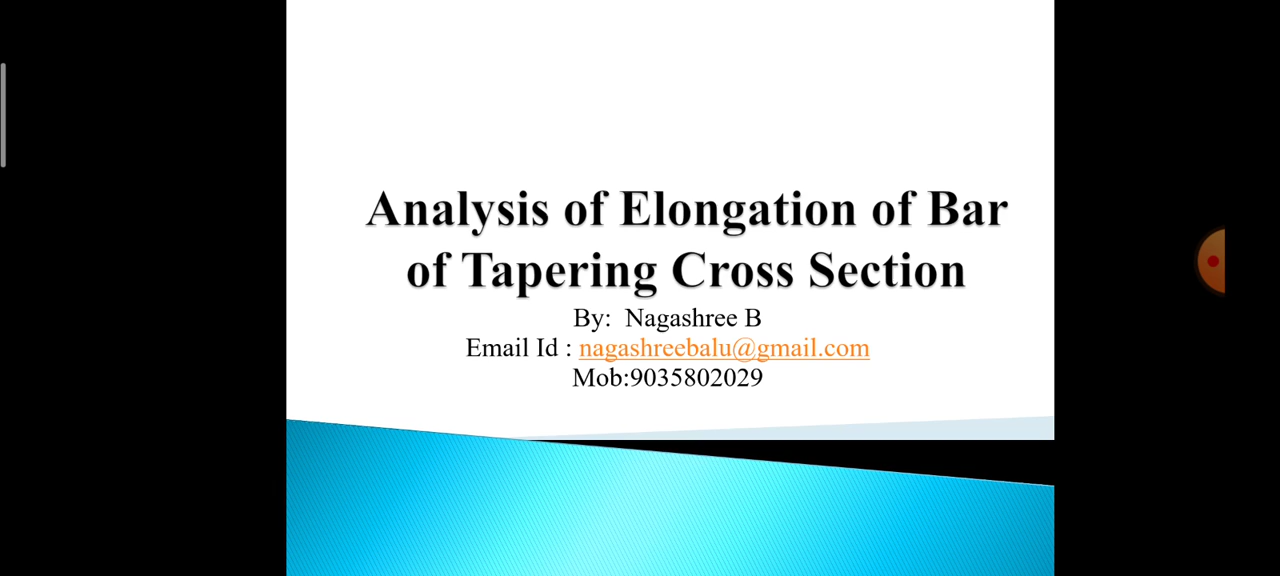 Analysis of Elongation of Bar
of Tapering Cross Section
By:  Nagashree B
Email Id : nagashreebalu@gmail.com
Mob:9035802029